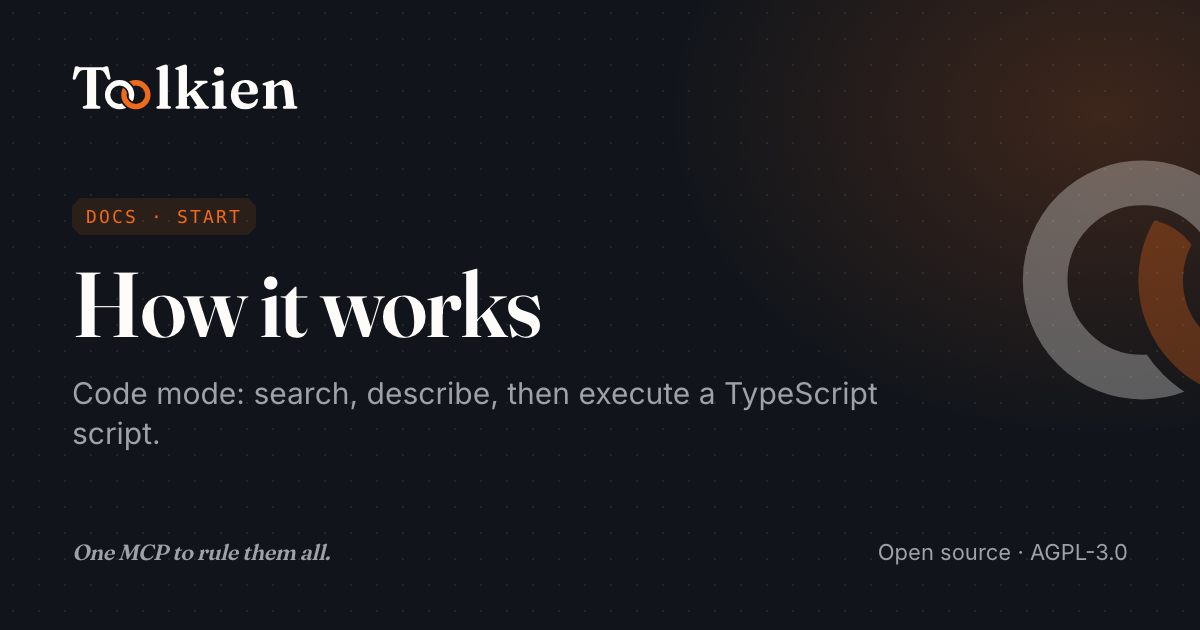 Toolkien
DOCS · START
How it works
Code mode: search, describe, then execute a TypeScript
script.
One MCP to rule them all.
Open source · AGPL-3.0